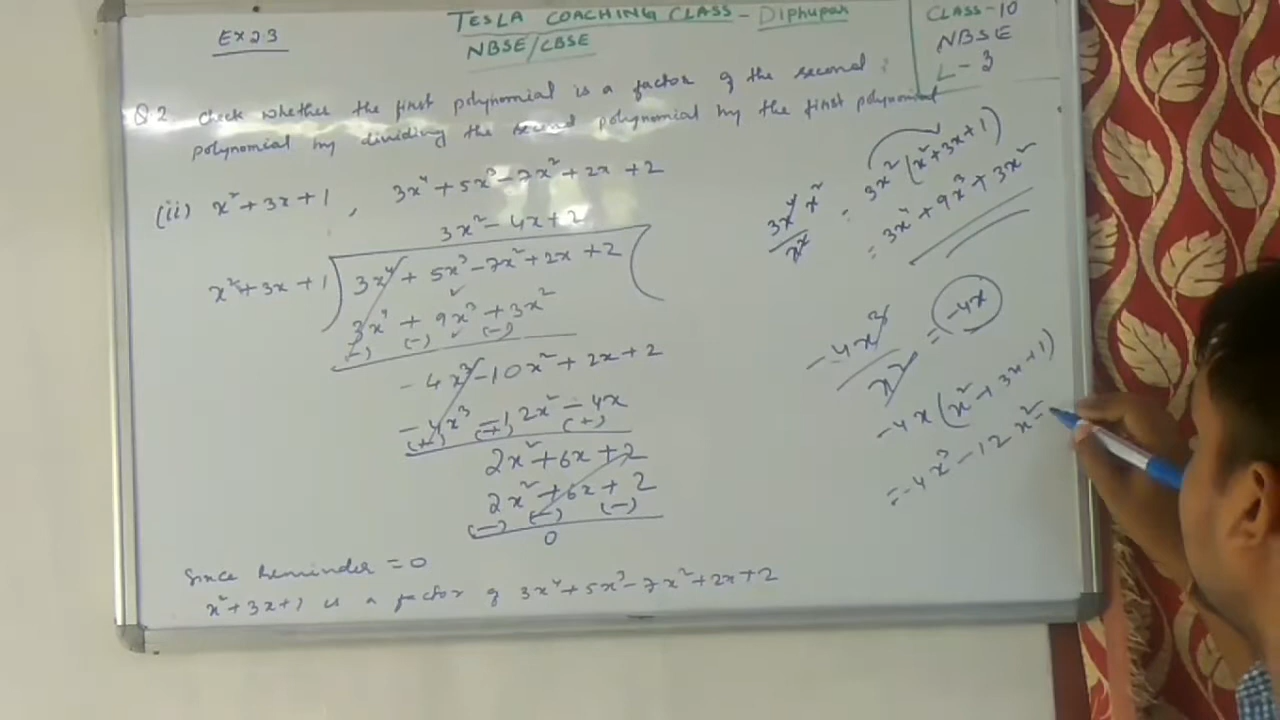 Ex 2.3
TESLA COACHING CLASS - Diphupar
NBSE/CBSE
CLASS-10
NBSE
L-3
Q2 Check whether the first polynomial is a factor of the second
polynomial by dividing the second polynomial by the first polynomial
(ii) x² + 3x + 1, 3x⁴ + 5x³ - 7x² + 2x + 2
3x² - 4x + 2
x² + 3x + 1 ) 3x⁴ + 5x³ - 7x² + 2x + 2 (
3x⁴ + 9x³ + 3x²
(-) (-) (-)
- 4x³ - 10x² + 2x + 2
- 4x³ - 12x² - 4x
(+) (+) (+)
2x² + 6x + 2
2x² + 6x + 2
(-) (-) (-)
0
Since Reminder = 0
x² + 3x + 1 is a factor of 3x⁴ + 5x³ - 7x² + 2x + 2
3x⁴ x²
x²
= 3x² (x² + 3x + 1)
= 3x⁴ + 9x³ + 3x²
-4x³
x²
= -4x
-4x (x² + 3x + 1)
= -4x³ - 12x² -